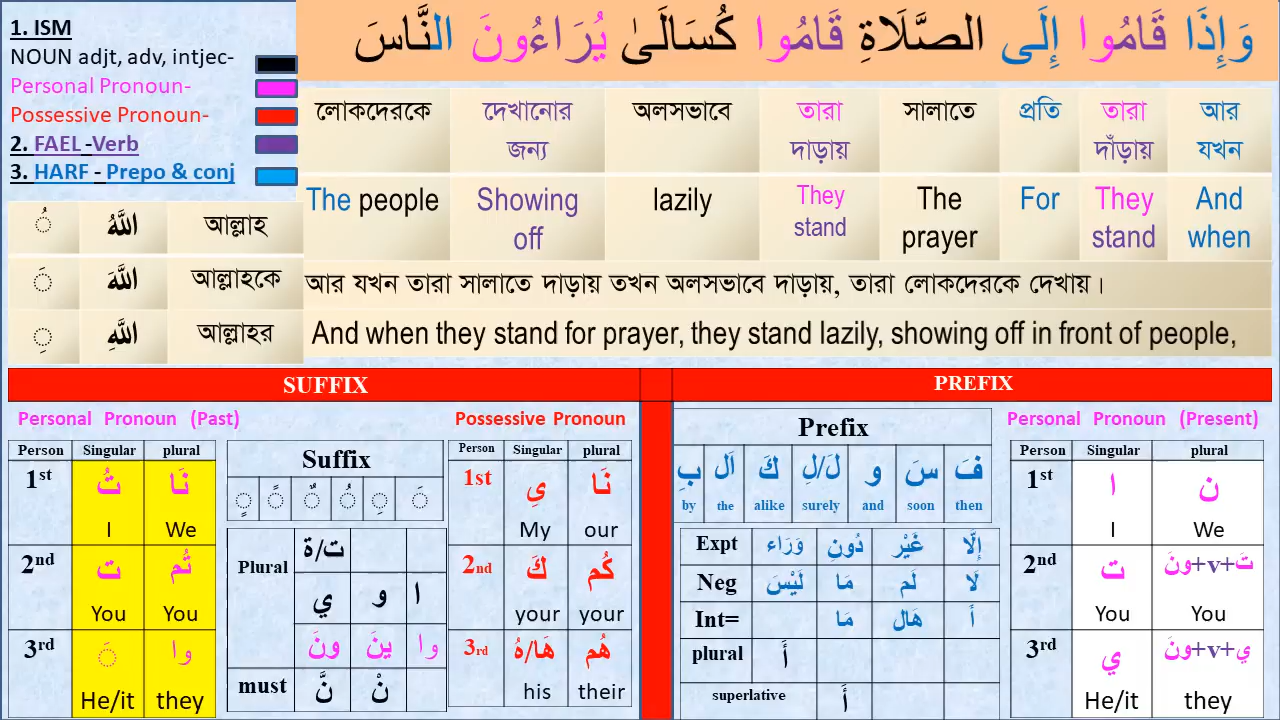 1. ISM
NOUN adjt, adv, intjec-
Personal Pronoun-
Possessive Pronoun-
2. FAEL -Verb
3. HARF - Prepo & conj
وَإِذَا قَامُوا إِلَى الصَّلَاةِ قَامُوا كُسَالَىٰ يُرَاءُونَ النَّاسَ
লোকদেরকে দেখানোর জন্য অলসভাবে তারা দাড়ায় সালাতে প্রতি তারা দাঁড়ায় আর যখন
The people Showing off lazily They stand The prayer For They stand And when
ُ اللَّهُ আল্লাহ
َ اللَّهَ আল্লাহকে
ِ اللَّهِ আল্লাহর
আর যখন তারা সালাতে দাড়ায় তখন অলসভাবে দাড়ায়, তারা লোকদেরকে দেখায়।
And when they stand for prayer, they stand lazily, showing off in front of people,
SUFFIX
Personal Pronoun (Past)
Person Singular plural
1st تُ نَا
I We
2nd ت تُم
You You
3rd َ وا
He/it they
Suffix
ٍ ً ٌ ُ ِ َ
Plural ت/ة
ي و ا
ونَ ينَ وا
must نَّ نْ
Possessive Pronoun
Person Singular plural
1st ىِ نَا
My our
2nd كَ كُم
your your
3rd هَا/هُ هُم
his their
PREFIX
Prefix
بِ اَل كَ لَ/لِ و سَ فَ
by the alike surely and soon then
Expt وَرَاء دُونِ غَيْر إِلَّا
Neg لَيْسَ مَا لَم لَا
Int= مَا هَال أَ
plural أَ
superlative أَ
Personal Pronoun (Present)
Person Singular plural
1st ا ن
I We
2nd ت تَ+v+ونَ
You You
3rd ي ي+v+ونَ
He/it they